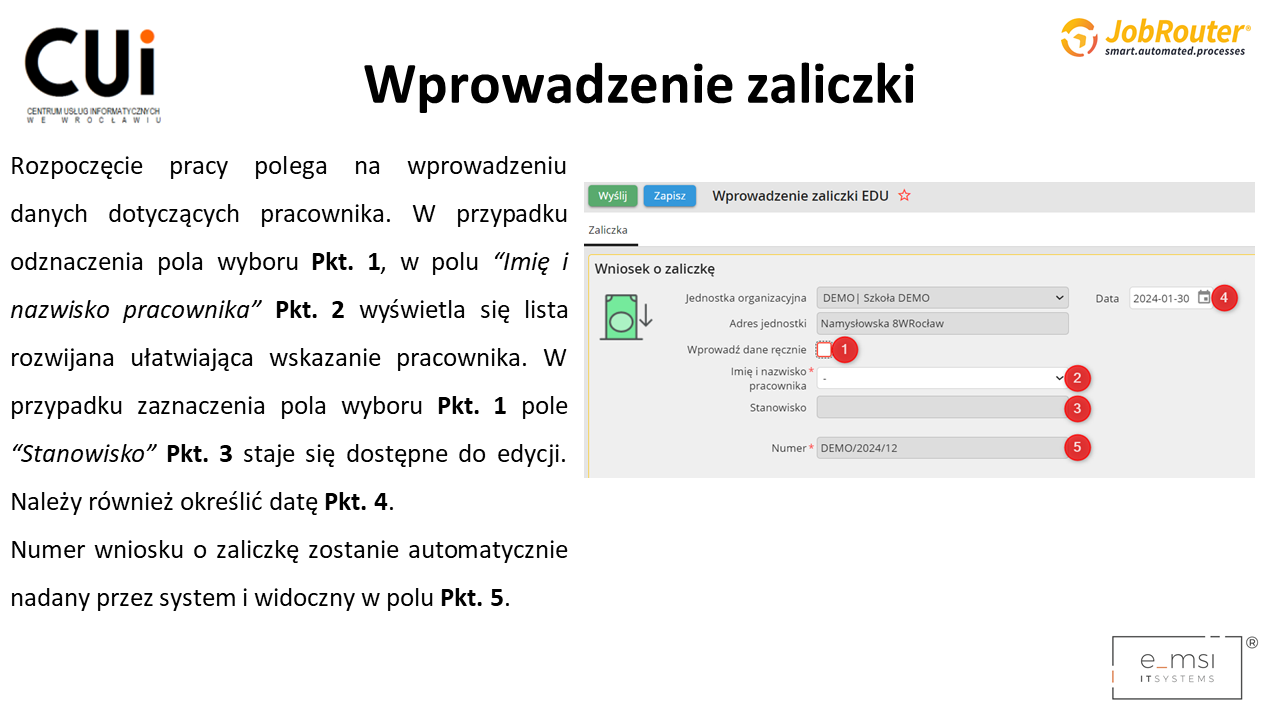 CUi
CENTRUM USŁUG INFORMATYCZNYCH
WE WROCŁAWIU
JobRouter®
smart.automated.processes
Wprowadzenie zaliczki
Rozpoczęcie pracy polega na wprowadzeniu
danych dotyczących pracownika. W przypadku
odznaczenia pola wyboru Pkt. 1, w polu “Imię i
nazwisko pracownika” Pkt. 2 wyświetla się lista
rozwijana ułatwiająca wskazanie pracownika. W
przypadku zaznaczenia pola wyboru Pkt. 1 pole
“Stanowisko” Pkt. 3 staje się dostępne do edycji.
Należy również określić datę Pkt. 4.
Numer wniosku o zaliczkę zostanie automatycznie
nadany przez system i widoczny w polu Pkt. 5.
Wyślij Zapisz Wprowadzenie zaliczki EDU
Zaliczka
Wniosek o zaliczkę
Jednostka organizacyjna DEMO| Szkoła DEMO Data 2024-01-30 4
Adres jednostki Namysłowska 8WRocław
Wprowadź dane ręcznie 1
Imię i nazwisko * - 2
pracownika
Stanowisko 3
Numer * DEMO/2024/12 5
e_msi ®
ITSYSTEMS